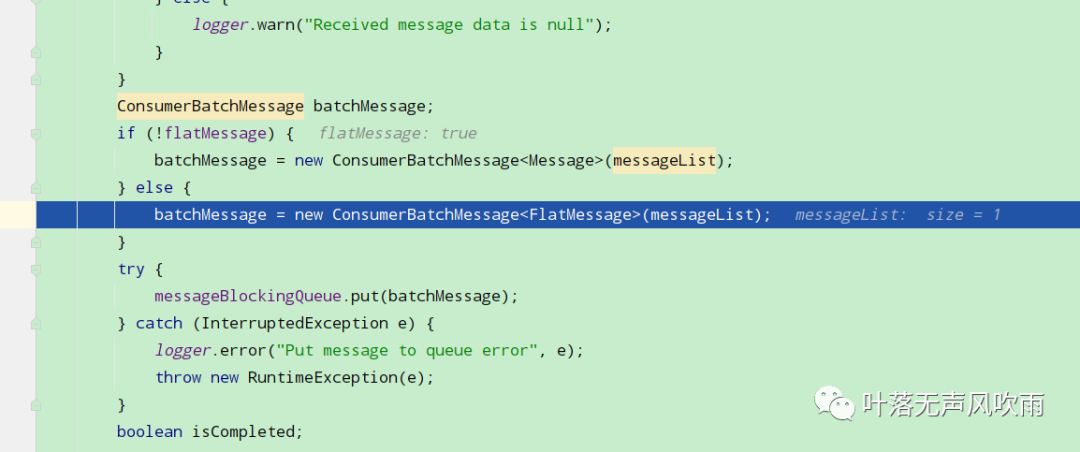 } else {
logger.warn("Received message data is null");
}
}
ConsumerBatchMessage batchMessage;
if (!flatMessage) { flatMessage: true
batchMessage = new ConsumerBatchMessage<Message>(messageList);
} else {
batchMessage = new ConsumerBatchMessage<FlatMessage>(messageList); messageList: size = 1
}
try {
messageBlockingQueue.put(batchMessage);
} catch (InterruptedException e) {
logger.error("Put message to queue error", e);
throw new RuntimeException(e);
}
boolean isCompleted;
叶落无声风吹雨